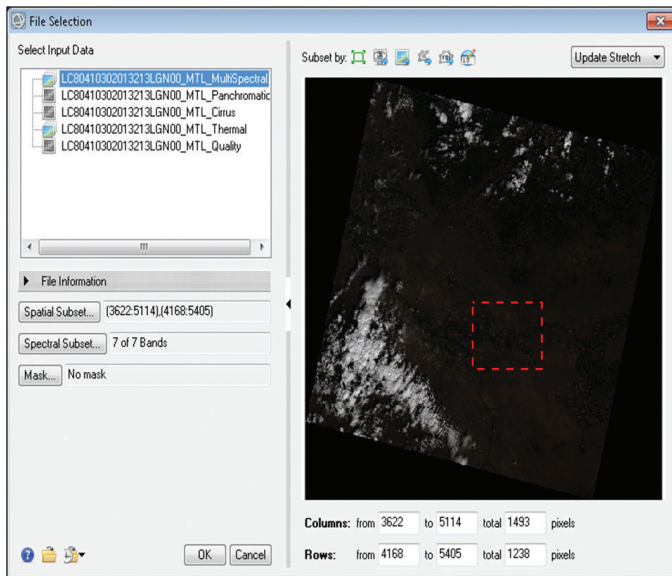 File Selection
Select Input Data
LC80410302013213LGN00_MTL_MultiSpectral
LC80410302013213LGN00_MTL_Panchromatic
LC80410302013213LGN00_MTL_Cirrus
LC80410302013213LGN00_MTL_Thermal
LC80410302013213LGN00_MTL_Quality
File Information
Spatial Subset... (3622:5114),(4168:5405)
Spectral Subset... 7 of 7 Bands
Mask... No mask
OK Cancel
Subset by: Update Stretch
Columns: from 3622 to 5114 total 1493 pixels
Rows: from 4168 to 5405 total 1238 pixels